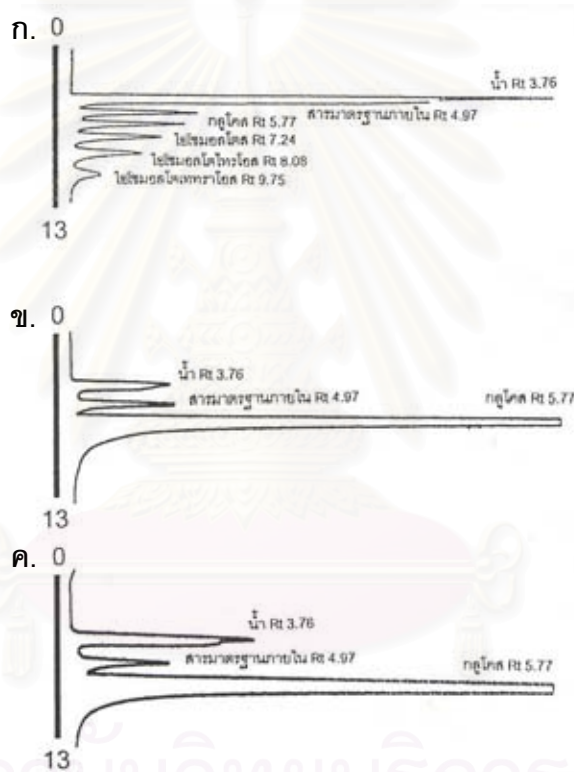 ก. 0
น้ำ Rt 3.76
สารมาตรฐานภายใน Rt 4.97
กลูโคส Rt 5.77
ไอโซมอลโตส Rt 7.24
ไอโซมอลโตไทรโอส Rt 8.08
ไอโซมอลโตเททราโอส Rt 9.75
13
ข. 0
น้ำ Rt 3.76
สารมาตรฐานภายใน Rt 4.97
กลูโคส Rt 5.77
13
ค. 0
น้ำ Rt 3.76
สารมาตรฐานภายใน Rt 4.97
กลูโคส Rt 5.77
13